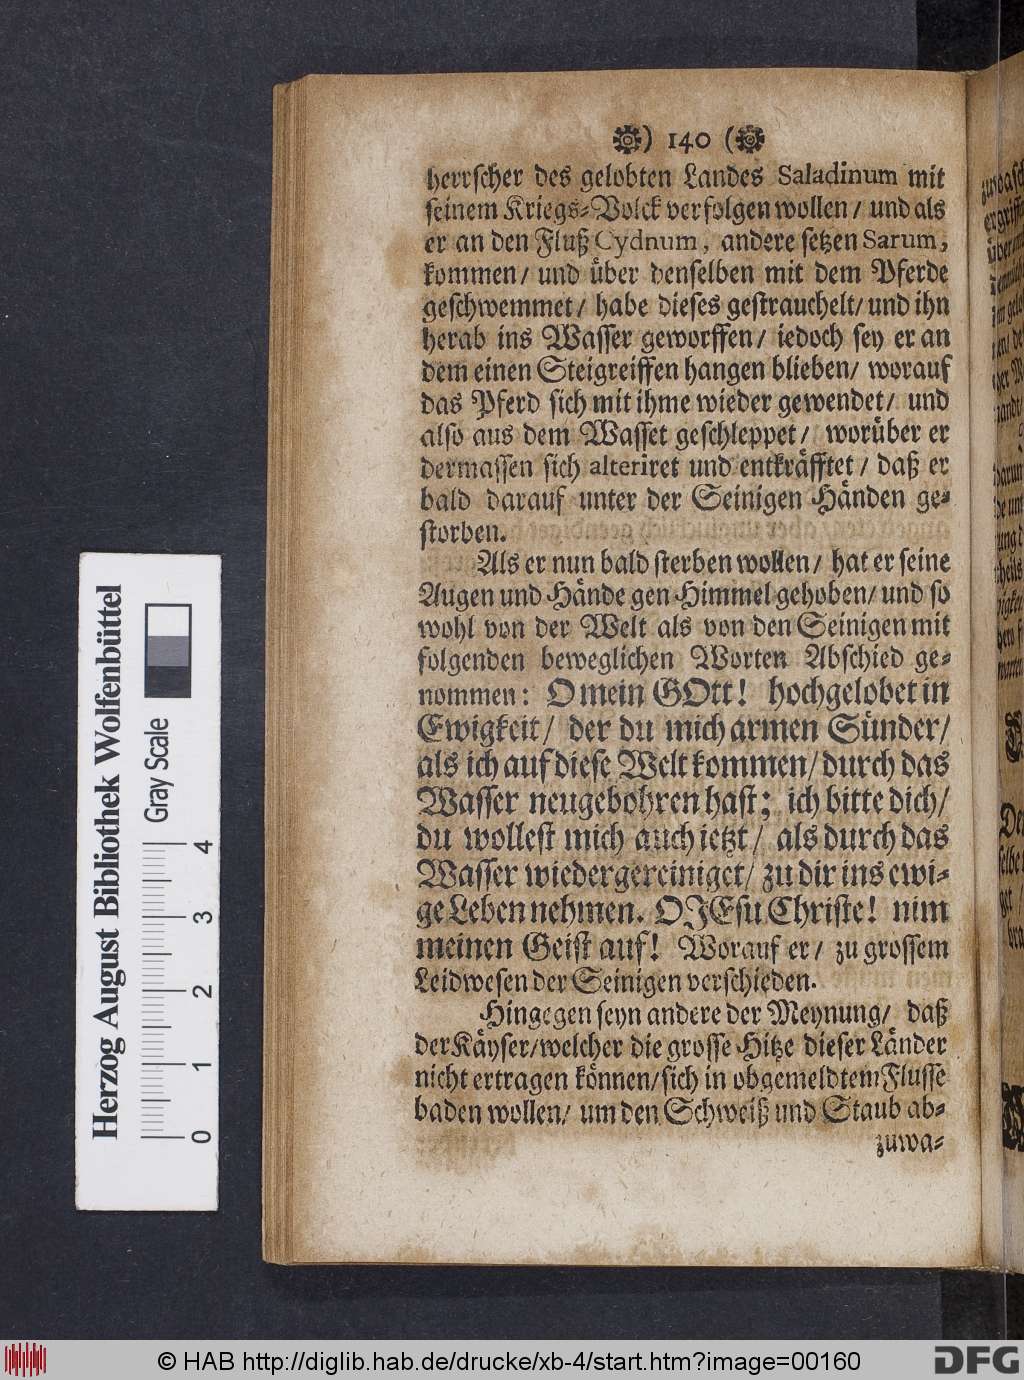 ) 140 (
herrscher des gelobten Landes Saladinum mit
seinem Kriegs-Volck verfolgen wollen/ und als
er an den Fluß Cydnum, andere setzen Sarum,
kommen/ und über denselben mit dem Pferde
geschwemmet/ habe dieses gestrauchelt/ und ihn
herab ins Wasser geworffen/ iedoch sey er an
dem einen Steigreiffen hangen blieben/ worauf
das Pferd sich mit ihme wieder gewendet/ und
also aus dem Wasset geschleppet/ worüber er
dermassen sich alteriret und entkräfftet/ daß er
bald darauf unter der Seinigen Händen ge-
storben.
Als er nun bald sterben wollen/ hat er seine
Augen und Hände gen Himmel gehoben/ und so
wohl von der Welt als von den Seinigen mit
folgenden beweglichen Worten Abschied ge-
nommen: O mein GOtt! hochgelobet in
Ewigkeit/ der du mich armen Sünder/
als ich auf diese Welt kommen/ durch das
Wasser neugebohren hast; ich bitte dich/
du wollest mich auch ietzt/ als durch das
Wasser wiedergereiniget/ zu dir ins ewi-
ge Leben nehmen. O JEsu Christe! nim
meinen Geist auf! Worauf er/ zu grossem
Leidwesen der Seinigen verschieden.
Hingegen seyn andere der Meynung/ daß
der Käyser/ welcher die grosse Hitze dieser Länder
nicht ertragen können/ sich in obgemeldtem Flusse
baden wollen/ um den Schweiß und Staub ab-
zuwa-
Herzog August Bibliothek Wolfenbüttel
Gray Scale
0 1 2 3 4
© HAB http://diglib.hab.de/drucke/xb-4/start.htm?image=00160
DFG